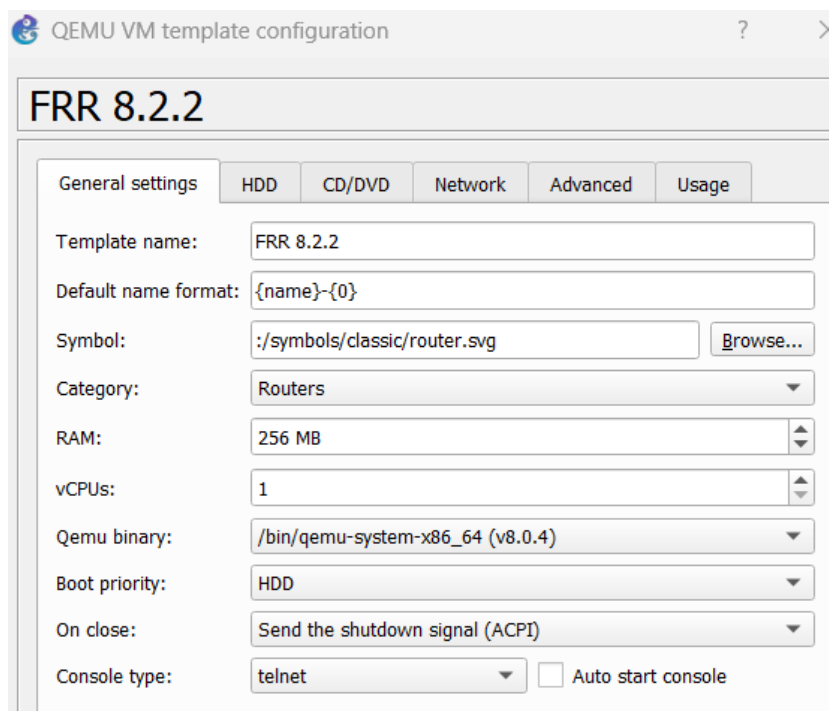 QEMU VM template configuration ?
FRR 8.2.2
General settings HDD CD/DVD Network Advanced Usage
Template name: FRR 8.2.2
Default name format: {name}-{0}
Symbol: :/symbols/classic/router.svg Browse...
Category: Routers
RAM: 256 MB
vCPUs: 1
Qemu binary: /bin/qemu-system-x86_64 (v8.0.4)
Boot priority: HDD
On close: Send the shutdown signal (ACPI)
Console type: telnet Auto start console